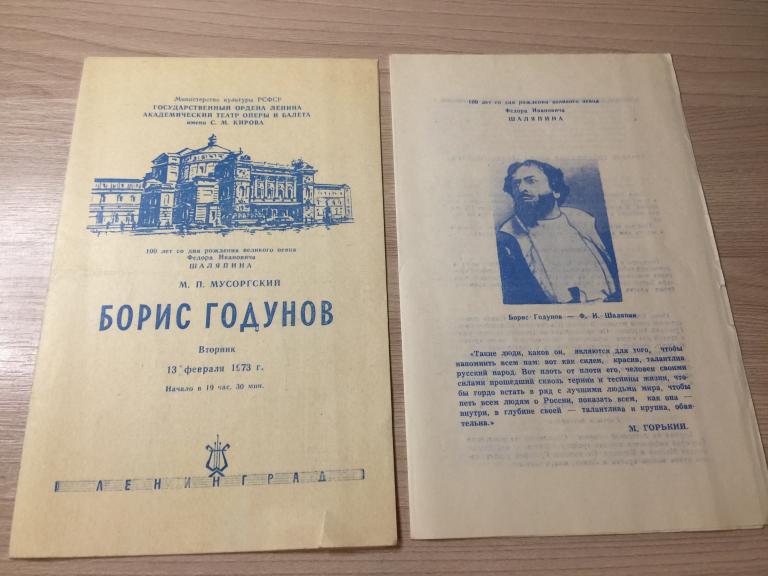 Министерство культуры РСФСР
ГОСУДАРСТВЕННЫЙ ОРДЕНА ЛЕНИНА
АКАДЕМИЧЕСКИЙ ТЕАТР ОПЕРЫ И БАЛЕТА
имени С. М. КИРОВА
100 лет со дня рождения великого певца
Федора Ивановича
ШАЛЯПИНА
М. П. МУСОРГСКИЙ
БОРИС ГОДУНОВ
Вторник
13 февраля 1973 г.
Начало в 19 час. 30 мин.
ЛЕНИНГРАД
100 лет со дня рождения великого певца
Федора Ивановича
ШАЛЯПИНА
Борис Годунов — Ф. И. Шаляпин
«Такие люди, каков он, являются для того, чтобы
напомнить всем нам: вот как силен, красив, талантлив
русский народ. Вот плоть от плоти его, человек своими
силами прошедший сквозь тернии и теснины жизни, что-
бы гордо встать в ряд с лучшими людьми мира, чтобы
петь всем людям о России, показать всем, как она —
внутри, в глубине своей — талантлива и крупна, обая-
тельна.»
М. ГОРЬКИЙ.